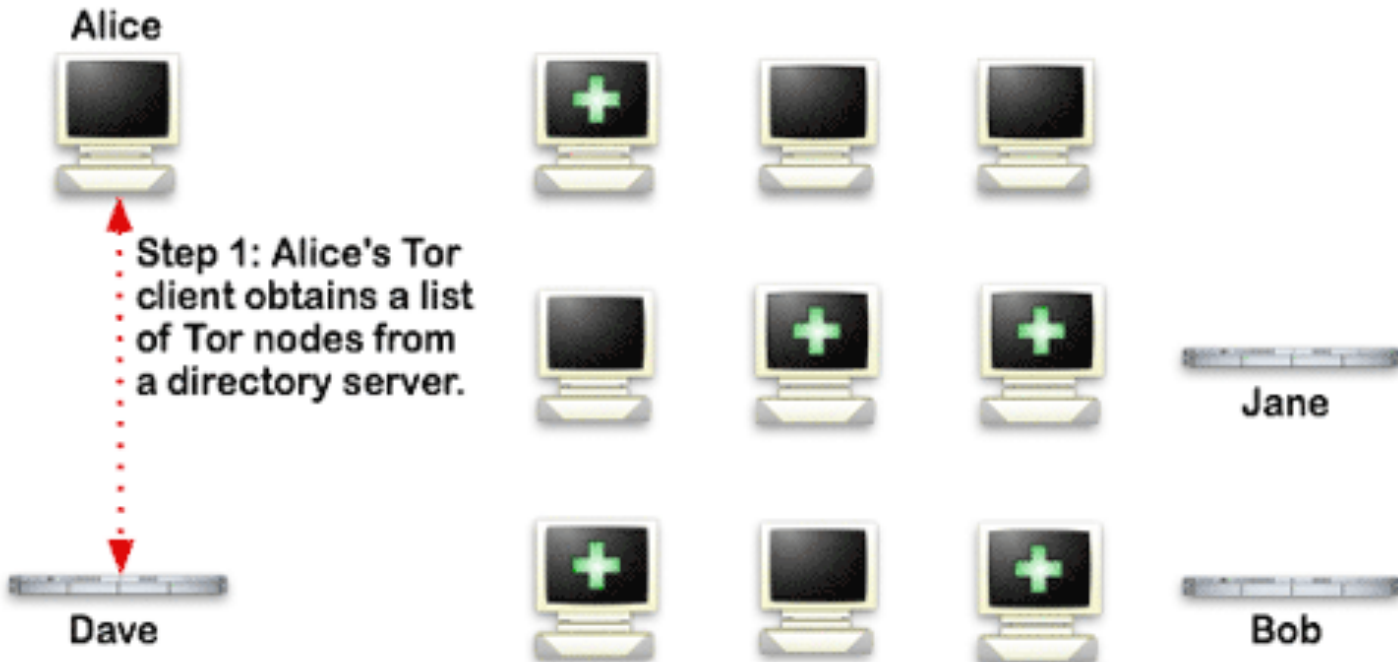 Alice
Step 1: Alice's Tor
client obtains a list
of Tor nodes from
a directory server.
Jane
Dave
Bob